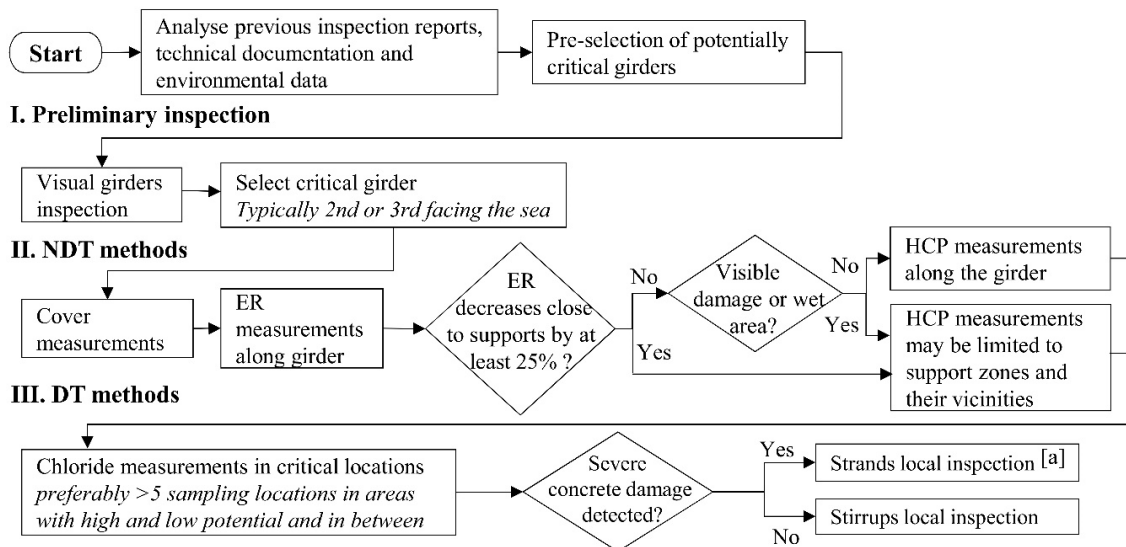 Start
Analyse previous inspection reports,
technical documentation and
environmental data
Pre-selection of potentially
critical girders
I. Preliminary inspection
Visual girders
inspection
Select critical girder
Typically 2nd or 3rd facing the sea
II. NDT methods
Cover
measurements
ER
measurements
along girder
ER
decreases close
to supports by at
least 25% ?
No
Yes
Visible
damage or wet
area?
No
Yes
HCP measurements
along the girder
HCP measurements
may be limited to
support zones and
their vicinities
III. DT methods
Chloride measurements in critical locations
preferably >5 sampling locations in areas
with high and low potential and in between
Severe
concrete damage
detected?
Yes
No
Strands local inspection [a]
Stirrups local inspection